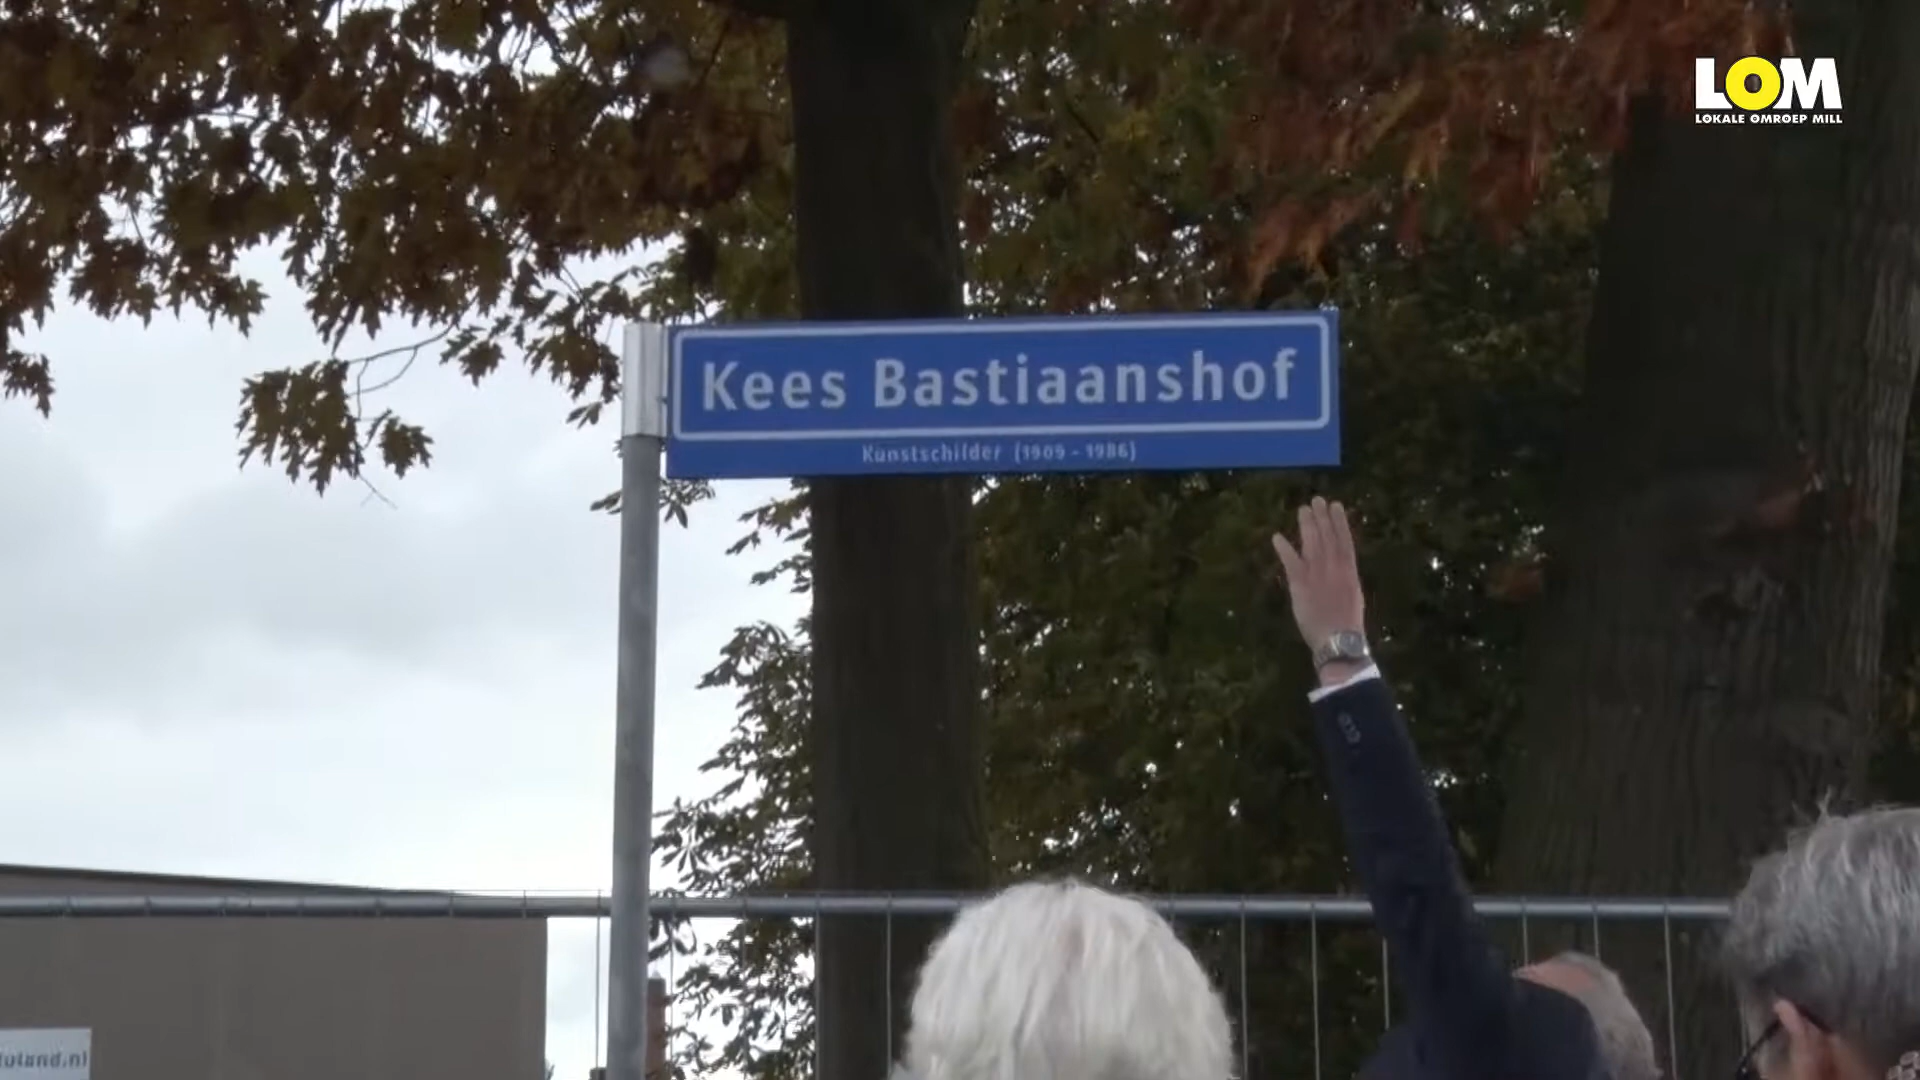 LOM
LOKALE OMROEP MILL
Kees Bastiaanshof
Kunstschilder (1909 - 1986)